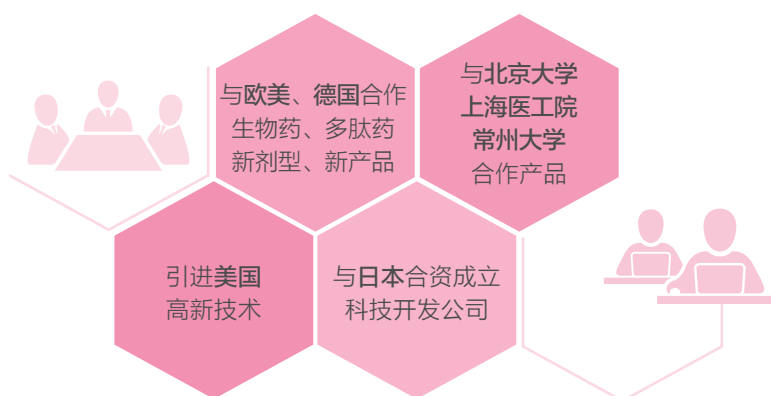 与欧美、德国合作
生物药、多肽药
新剂型、新产品
与北京大学
上海医工院
常州大学
合作产品
引进美国
高新技术
与日本合资成立
科技开发公司